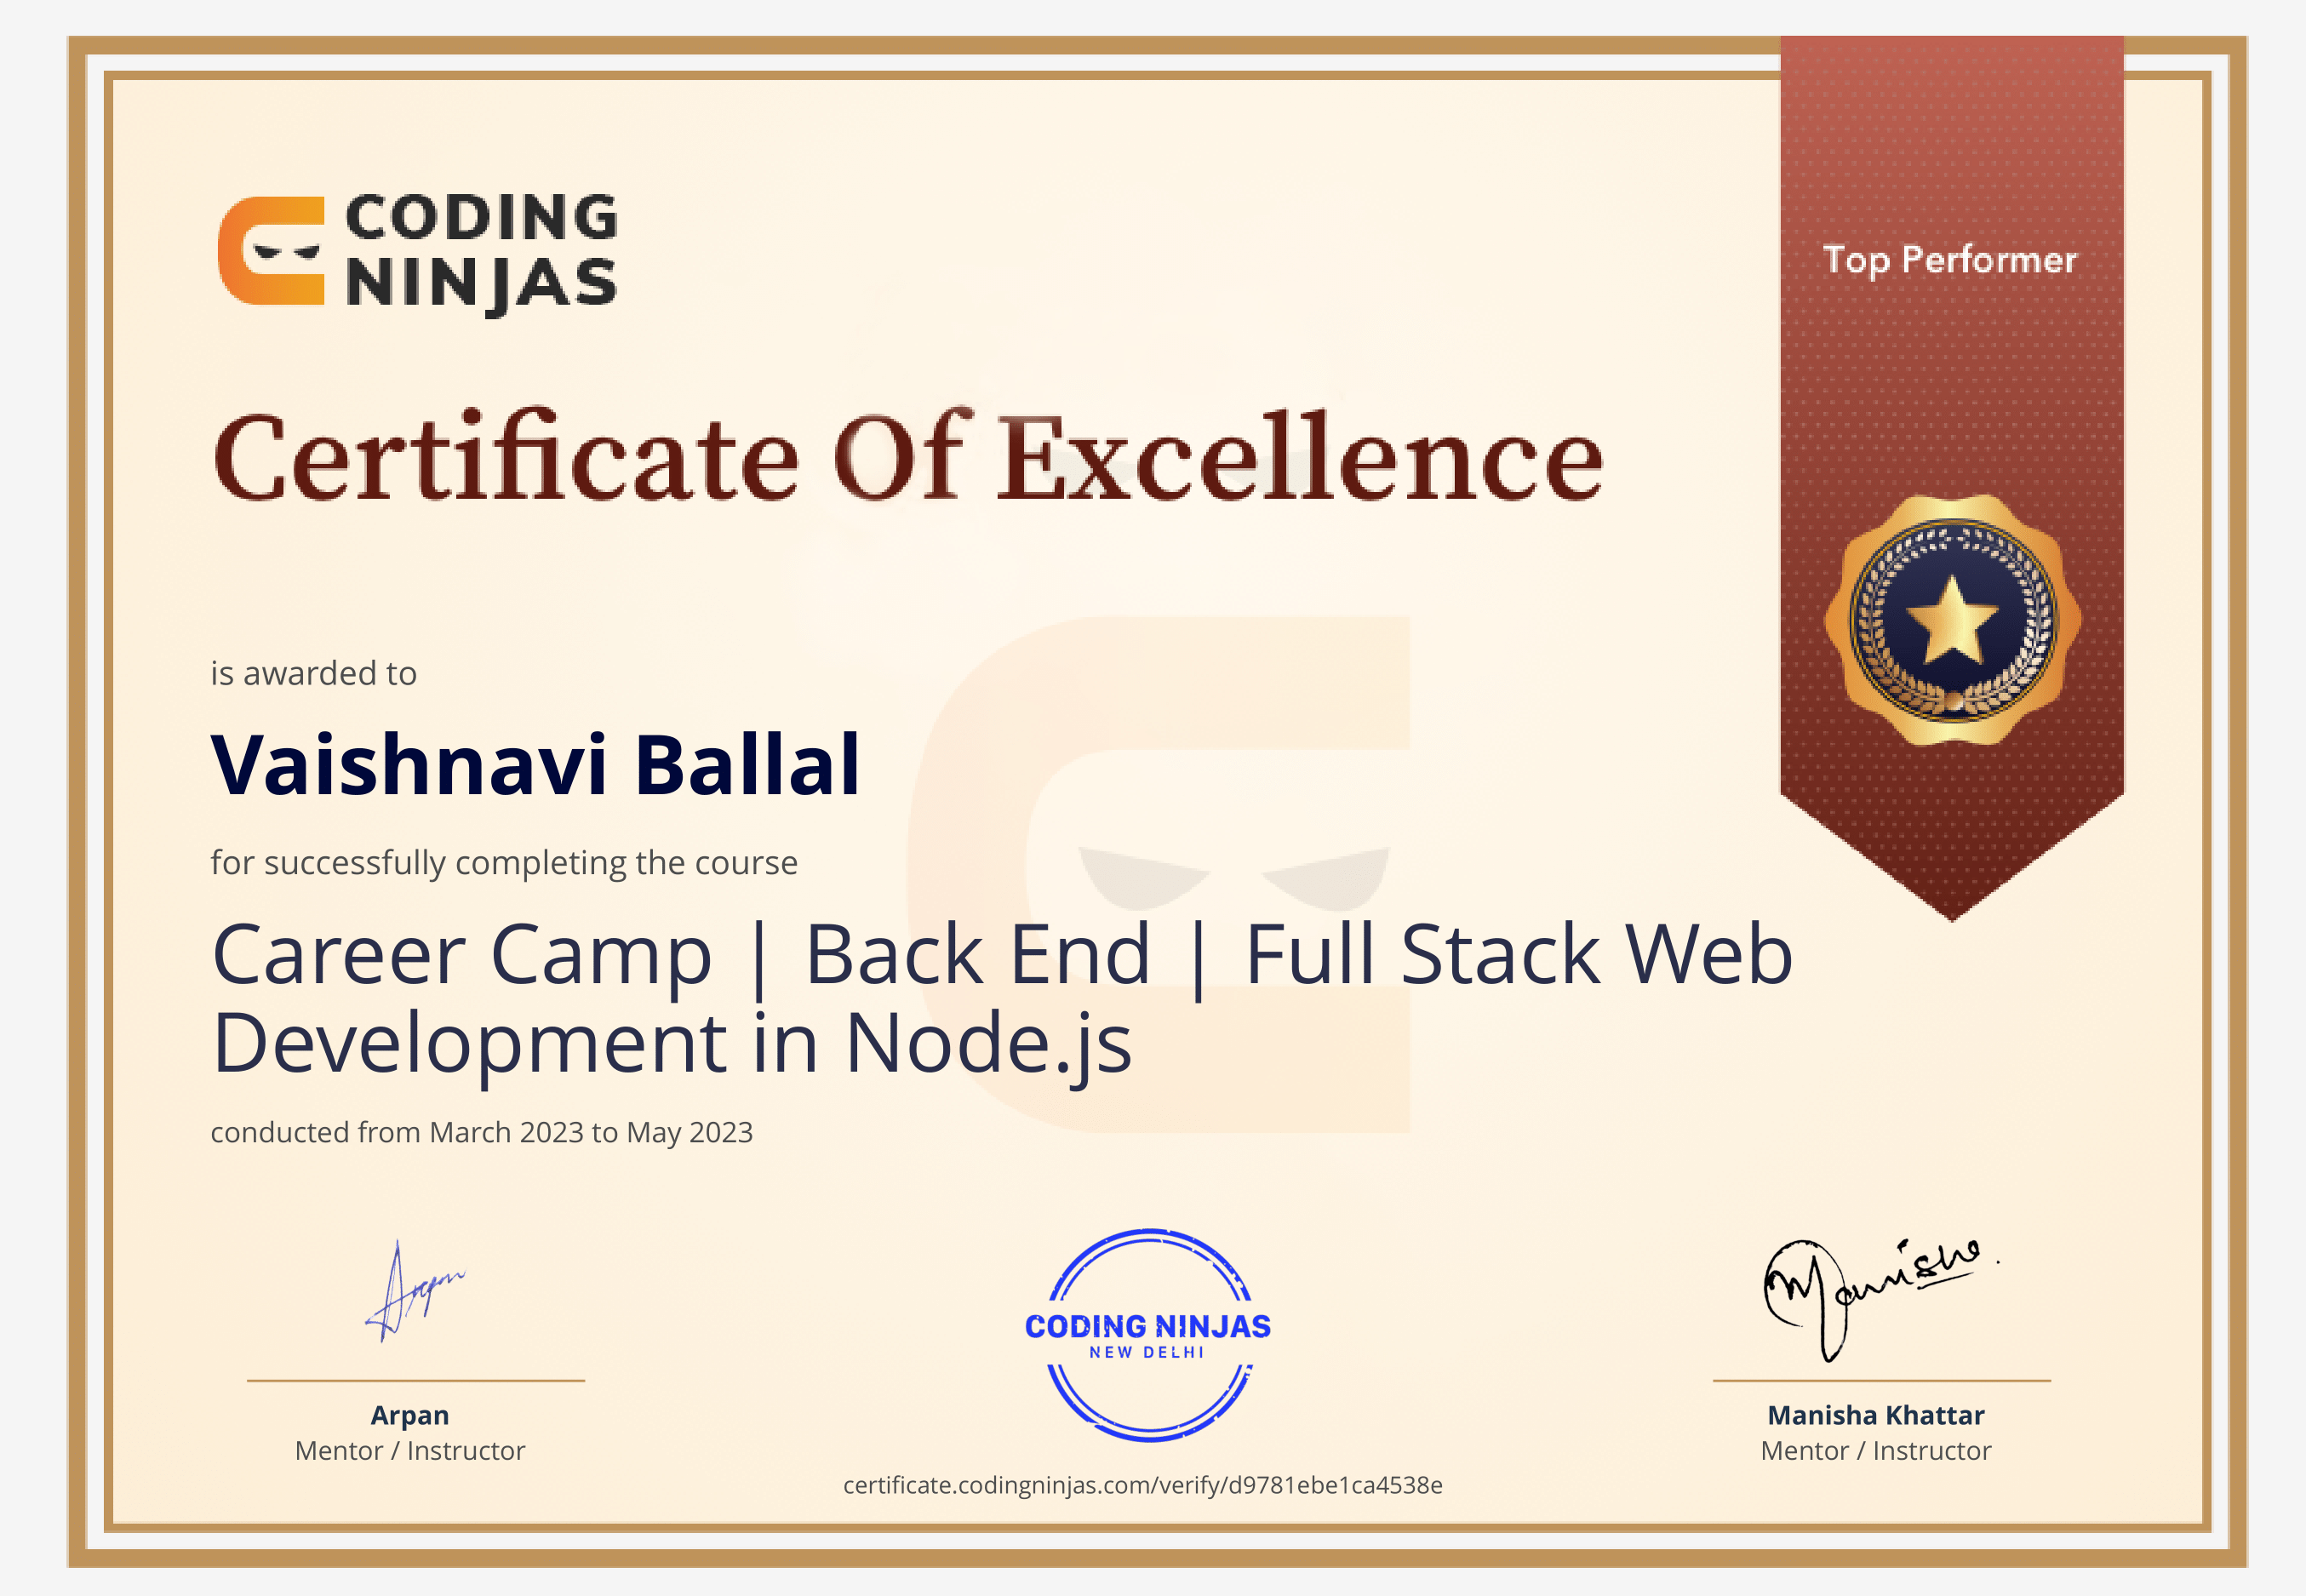 CODING
NINJAS
Top Performer
Certificate Of Excellence
is awarded to
Vaishnavi Ballal
for successfully completing the course
Career Camp | Back End | Full Stack Web
Development in Node.js
conducted from March 2023 to May 2023
Arpan
Manisha.
CODING NINJAS
NEW DELHI
Arpan
Mentor / Instructor
Manisha Khattar
Mentor / Instructor
certificate.codingninjas.com/verify/d9781ebe1ca4538e